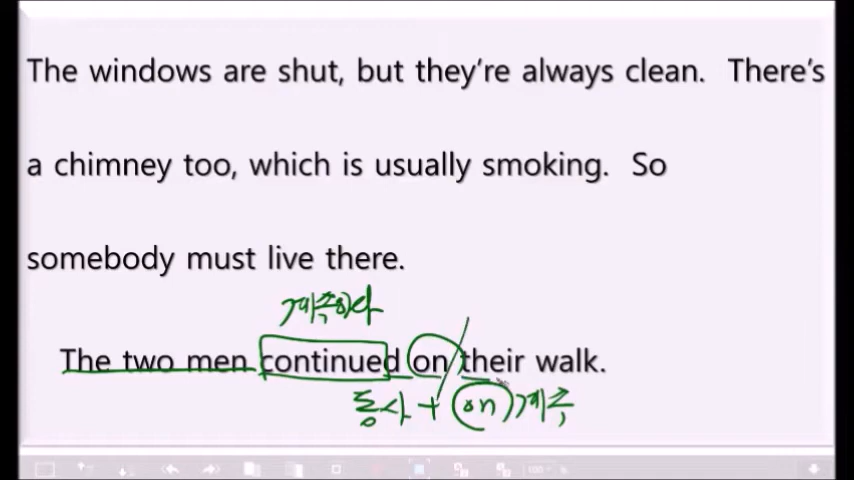 The windows are shut, but they're always clean. There's
a chimney too, which is usually smoking. So
somebody must live there.
계속하다
The two men continued on their walk.
동사 + on 계속